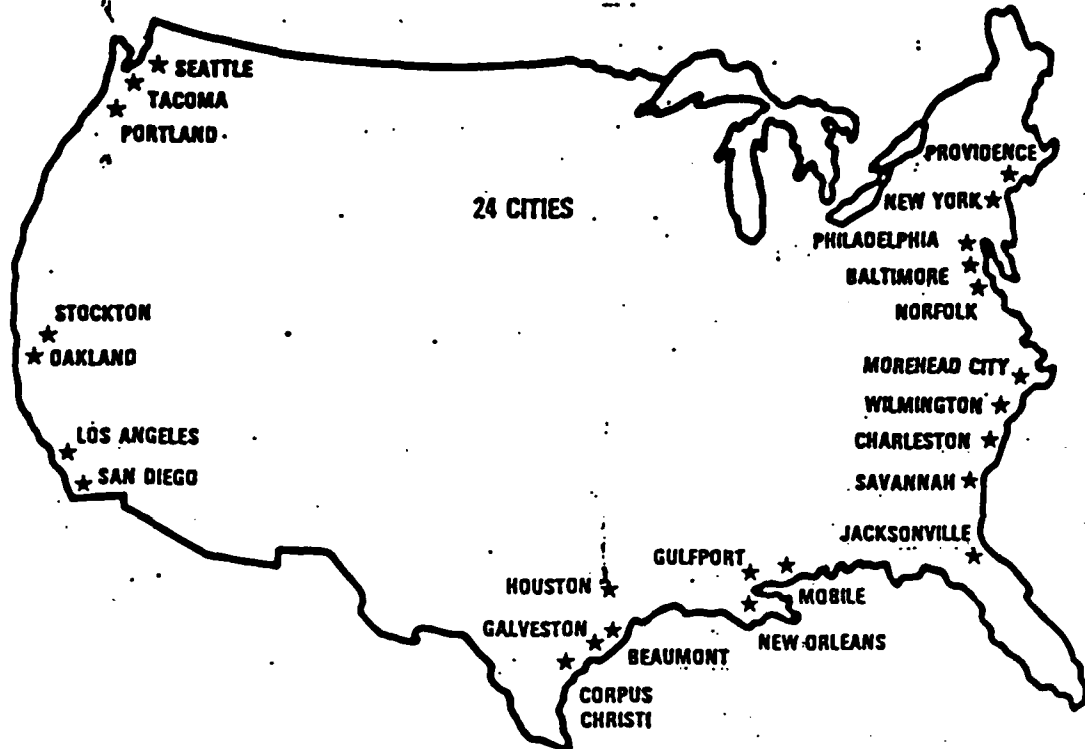 SEATTLE
TACOMA
PORTLAND
PROVIDENCE
24 CITIES
NEW YORK
PHILADELPHIA
BALTIMORE
NORFOLK
STOCKTON
OAKLAND
MOREHEAD CITY
WILMINGTON
LOS ANGELES
CHARLESTON
SAN DIEGO
SAVANNAH
JACKSONVILLE
GULFPORT
HOUSTON
MOBILE
GALVESTON
NEW ORLEANS
BEAUMONT
CORPUS
CHRISTI